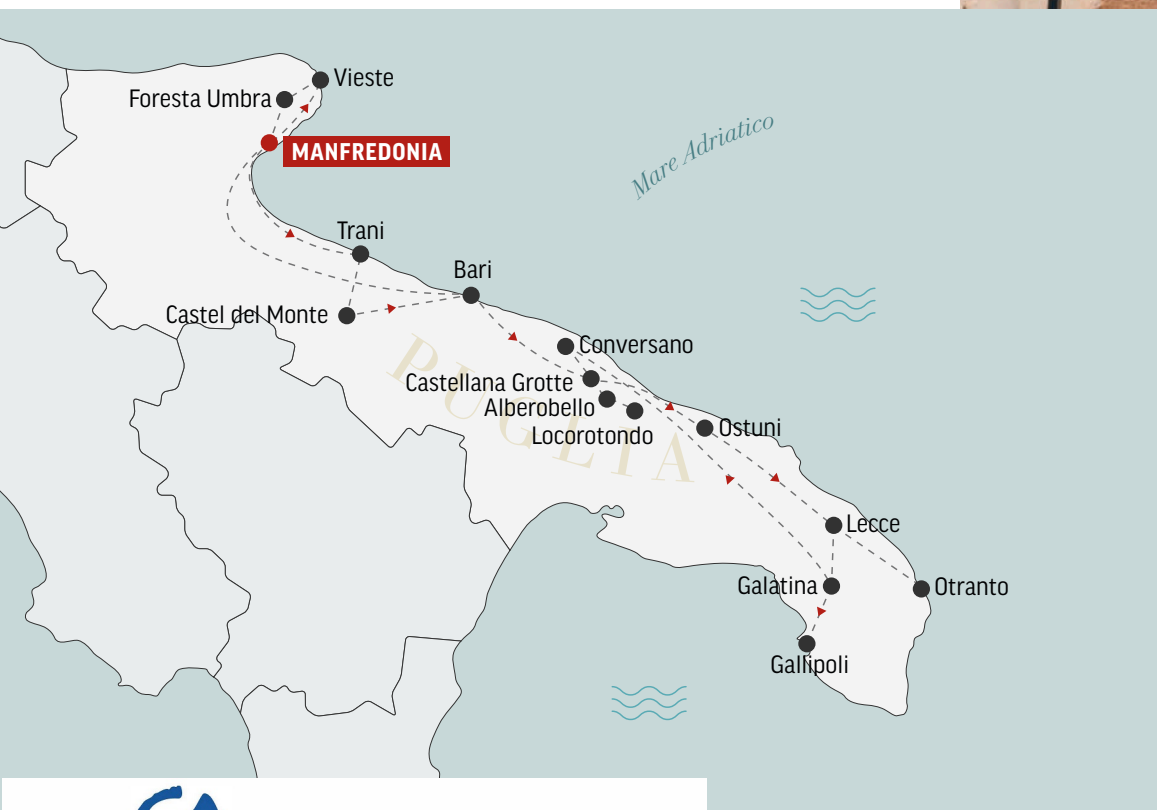 Vieste
Foresta Umbra
MANFREDONIA
Mare Adriatico
Trani
Bari
Castel del Monte
Conversano
PUGLIA
Castellana Grotte
Alberobello
Locorotondo
Ostuni
Lecce
Galatina
Otranto
Gallipoli